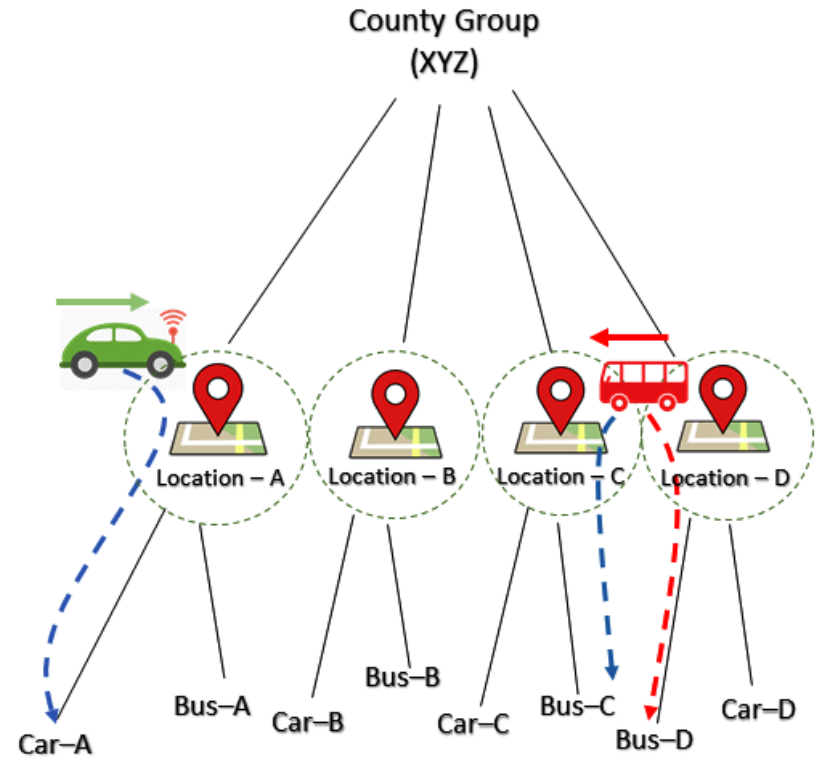 County Group
(XYZ)
Location – A
Location – B
Location – C
Location – D
Car–A
Bus–A
Car–B
Bus–B
Car–C
Bus–C
Bus–D
Car–D